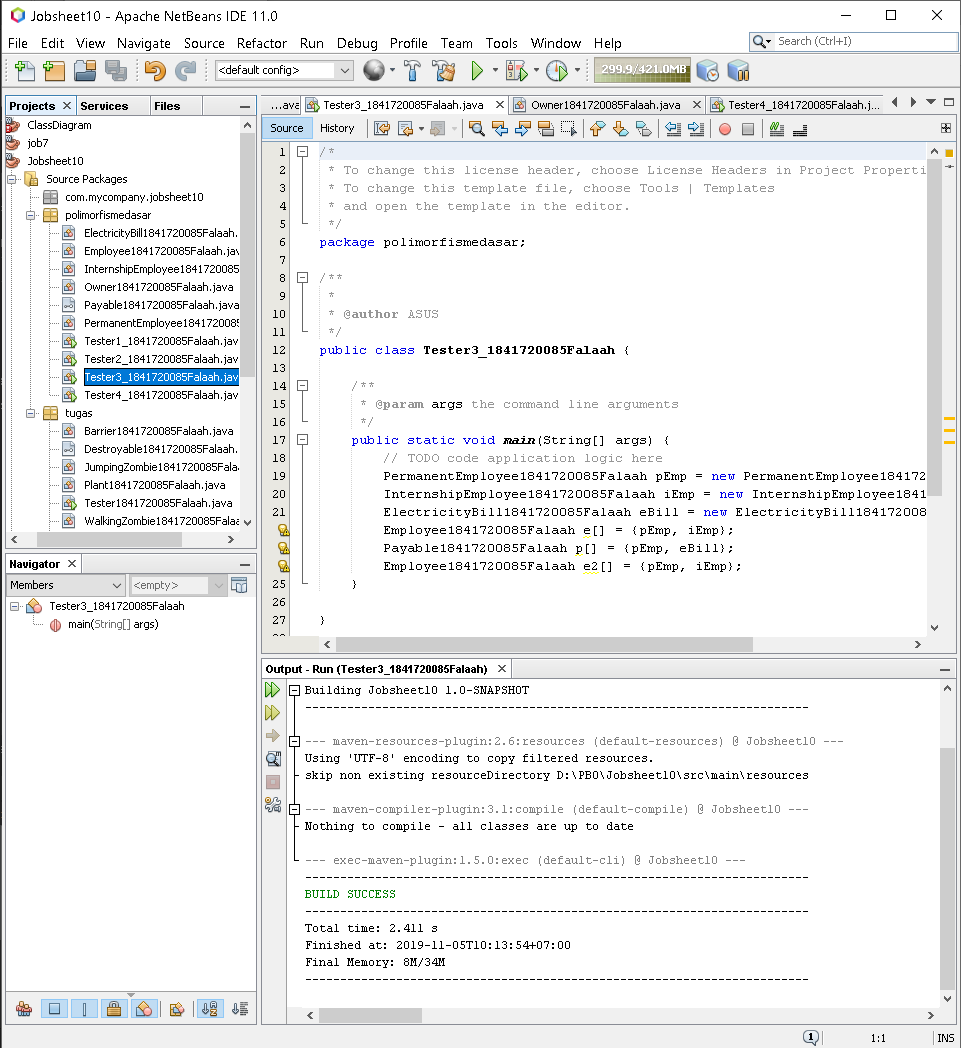 Jobsheet10 - Apache NetBeans IDE 11.0
File Edit View Navigate Source Refactor Run Debug Profile Team Tools Window Help
Search (Ctrl+I)
<default config>
299.9/421.0MB
Projects Services Files
ClassDiagram
job7
Jobsheet10
Source Packages
com.mycompany.jobsheet10
polimorfismedasar
ElectricityBill1841720085Falaah.
Employee1841720085Falaah.java
InternshipEmployee1841720085
Owner1841720085Falaah.java
Payable1841720085Falaah.java
PermanentEmployee1841720085
Tester1_1841720085Falaah.jav
Tester2_1841720085Falaah.jav
Tester3_1841720085Falaah.jav
Tester4_1841720085Falaah.jav
tugas
Barrier1841720085Falaah.java
Destroyable1841720085Falaah.
JumpingZombie1841720085Fala
Plant1841720085Falaah.java
Tester1841720085Falaah.java
WalkingZombie1841720085Falaa
Navigator
Members <empty>
Tester3_1841720085Falaah
main(String[] args)
...ava Tester3_1841720085Falaah.java Owner1841720085Falaah.java Tester4_1841720085Falaah.j...
Source History
1 /*
2 * To change this license header, choose License Headers in Project Properti
3 * To change this template file, choose Tools | Templates
4 * and open the template in the editor.
5 */
6 package polimorfismedasar;
7
8 /**
9 *
10 * @author ASUS
11 */
12 public class Tester3_1841720085Falaah {
13
14 /**
15 * @param args the command line arguments
16 */
17 public static void main(String[] args) {
18 // TODO code application logic here
19 PermanentEmployee1841720085Falaah pEmp = new PermanentEmployee184172
20 InternshipEmployee1841720085Falaah iEmp = new InternshipEmployee1841
21 ElectricityBill1841720085Falaah eBill = new ElectricityBill184172008
Employee1841720085Falaah e[] = {pEmp, iEmp};
Payable1841720085Falaah p[] = {pEmp, eBill};
Employee1841720085Falaah e2[] = {pEmp, iEmp};
25 }
26
27 }
Output - Run (Tester3_1841720085Falaah)
Building Jobsheet10 1.0-SNAPSHOT
------------------------------------------------------------------------
--- maven-resources-plugin:2.6:resources (default-resources) @ Jobsheet10 ---
Using 'UTF-8' encoding to copy filtered resources.
skip non existing resourceDirectory D:\PBO\Jobsheet10\src\main\resources
--- maven-compiler-plugin:3.1:compile (default-compile) @ Jobsheet10 ---
Nothing to compile - all classes are up to date
--- exec-maven-plugin:1.5.0:exec (default-cli) @ Jobsheet10 ---
------------------------------------------------------------------------
BUILD SUCCESS
------------------------------------------------------------------------
Total time: 2.411 s
Finished at: 2019-11-05T10:13:54+07:00
Final Memory: 8M/34M
------------------------------------------------------------------------
1 1:1 INS